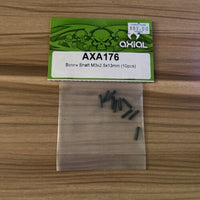 AXIAL
AXA176
Screw Shaft M3x2.5x12mm (10pcs)